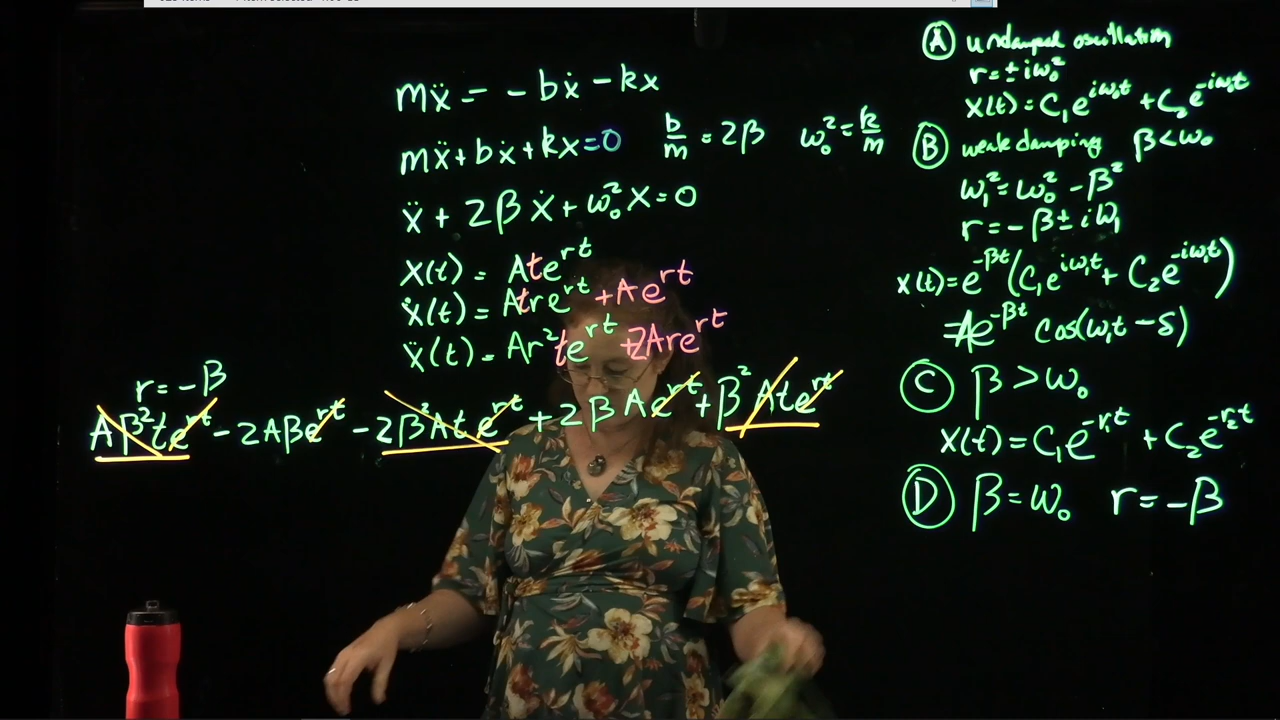 mẍ = - bẋ - kx
mẍ + bẋ + kx = 0   b/m = 2β   ω₀² = k/m
ẍ + 2βẋ + ω₀²x = 0
x(t) = Ate^{rt}
ẋ(t) = Atre^{rt} + Ae^{rt}
ẍ(t) = Ar²te^{rt} + 2Are^{rt}
r = -β
Aβ²te^{rt} - 2Aβe^{rt} - 2β²Ate^{rt} + 2βAe^{rt} + β²Ate^{rt}
Ⓐ undamped oscillation
r = ± iω₀²
x(t) = C₁e^{iω₀t} + C₂e^{-iω₀t}
Ⓑ weak damping β < ω₀
ω₁² = ω₀² - β²
r = -β ± iω₁
x(t) = e^{-βt}(C₁e^{iω₁t} + C₂e^{-iω₁t})
= Ae^{-βt} cos(ω₁t - δ)
Ⓒ β > ω₀
x(t) = C₁e^{-r₁t} + C₂e^{-r₂t}
Ⓓ β = ω₀   r = -β